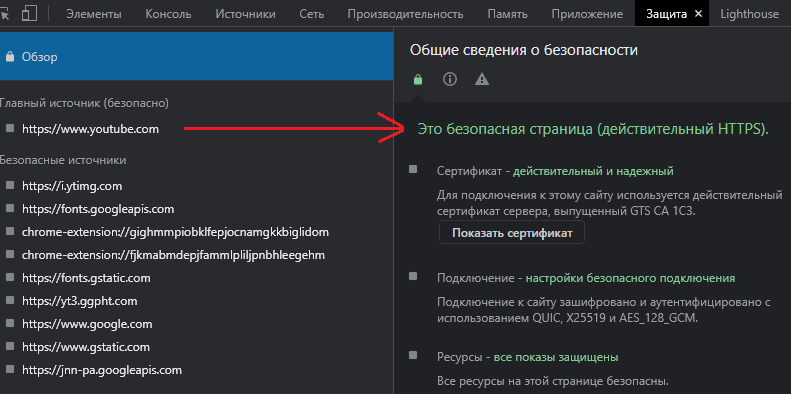 Элементы Консоль Источники Сеть Производительность Память Приложение Защита × Lighthouse
Обзор
Главный источник (безопасно)
https://www.youtube.com
Безопасные источники
https://i.ytimg.com
https://fonts.googleapis.com
chrome-extension://gighmmpiobklfepjocnamgkkbiglidom
chrome-extension://fjkmabmdepjfammlpliljpnbhleegehm
https://fonts.gstatic.com
https://yt3.ggpht.com
https://www.google.com
https://www.gstatic.com
https://jnn-pa.googleapis.com
Общие сведения о безопасности
Это безопасная страница (действительный HTTPS).
Сертификат - действительный и надежный
Для подключения к этому сайту используется действительный
сертификат сервера, выпущенный GTS CA 1C3.
Показать сертификат
Подключение - настройки безопасного подключения
Подключение к сайту зашифровано и аутентифицировано с
использованием QUIC, X25519 и AES_128_GCM.
Ресурсы - все показы защищены
Все ресурсы на этой странице безопасны.